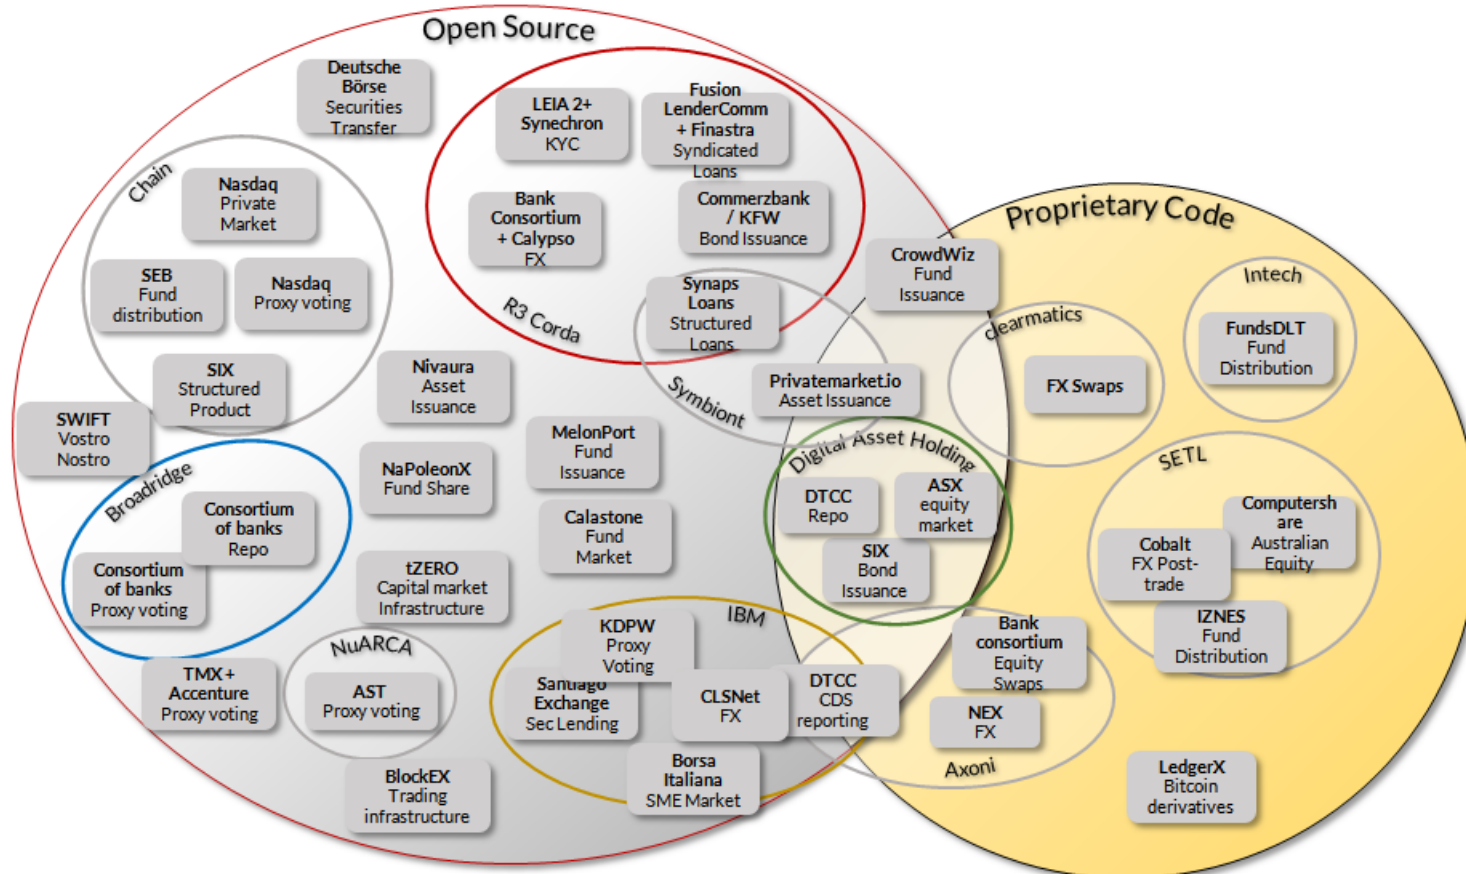 Open Source
Deutsche
Börse
Securities
Transfer
LEIA 2+
Synechron
KYC
Fusion
LenderComm
+ Finastra
Syndicated
Loans
Bank
Consortium
+ Calypso
FX
Commerzbank
/ KFW
Bond Issuance
R3 Corda
Synaps
Loans
Structured
Loans
Symbiont
Privatemarket.io
Asset Issuance
Chain
Nasdaq
Private
Market
SEB
Fund
distribution
Nasdaq
Proxy voting
SIX
Structured
Product
SWIFT
Vostro
Nostro
Nivaura
Asset
Issuance
NaPoleonX
Fund Share
MelonPort
Fund
Issuance
Calastone
Fund
Market
tZERO
Capital market
Infrastructure
Broadridge
Consortium
of banks
Repo
Consortium
of banks
Proxy voting
TMX +
Accenture
Proxy voting
NuARCA
AST
Proxy voting
BlockEX
Trading
infrastructure
IBM
KDPW
Proxy
Voting
Santiago
Exchange
Sec Lending
CLSNet
FX
Borsa
Italiana
SME Market
DTCC
CDS
reporting
Digital Asset Holding
DTCC
Repo
ASX
equity
market
SIX
Bond
Issuance
CrowdWiz
Fund
Issuance
Proprietary Code
clearmatics
FX Swaps
Intech
FundsDLT
Fund
Distribution
SETL
Computersh
are
Australian
Equity
Cobalt
FX Post-
trade
IZNES
Fund
Distribution
Bank
consortium
Equity
Swaps
NEX
FX
Axoni
LedgerX
Bitcoin
derivatives